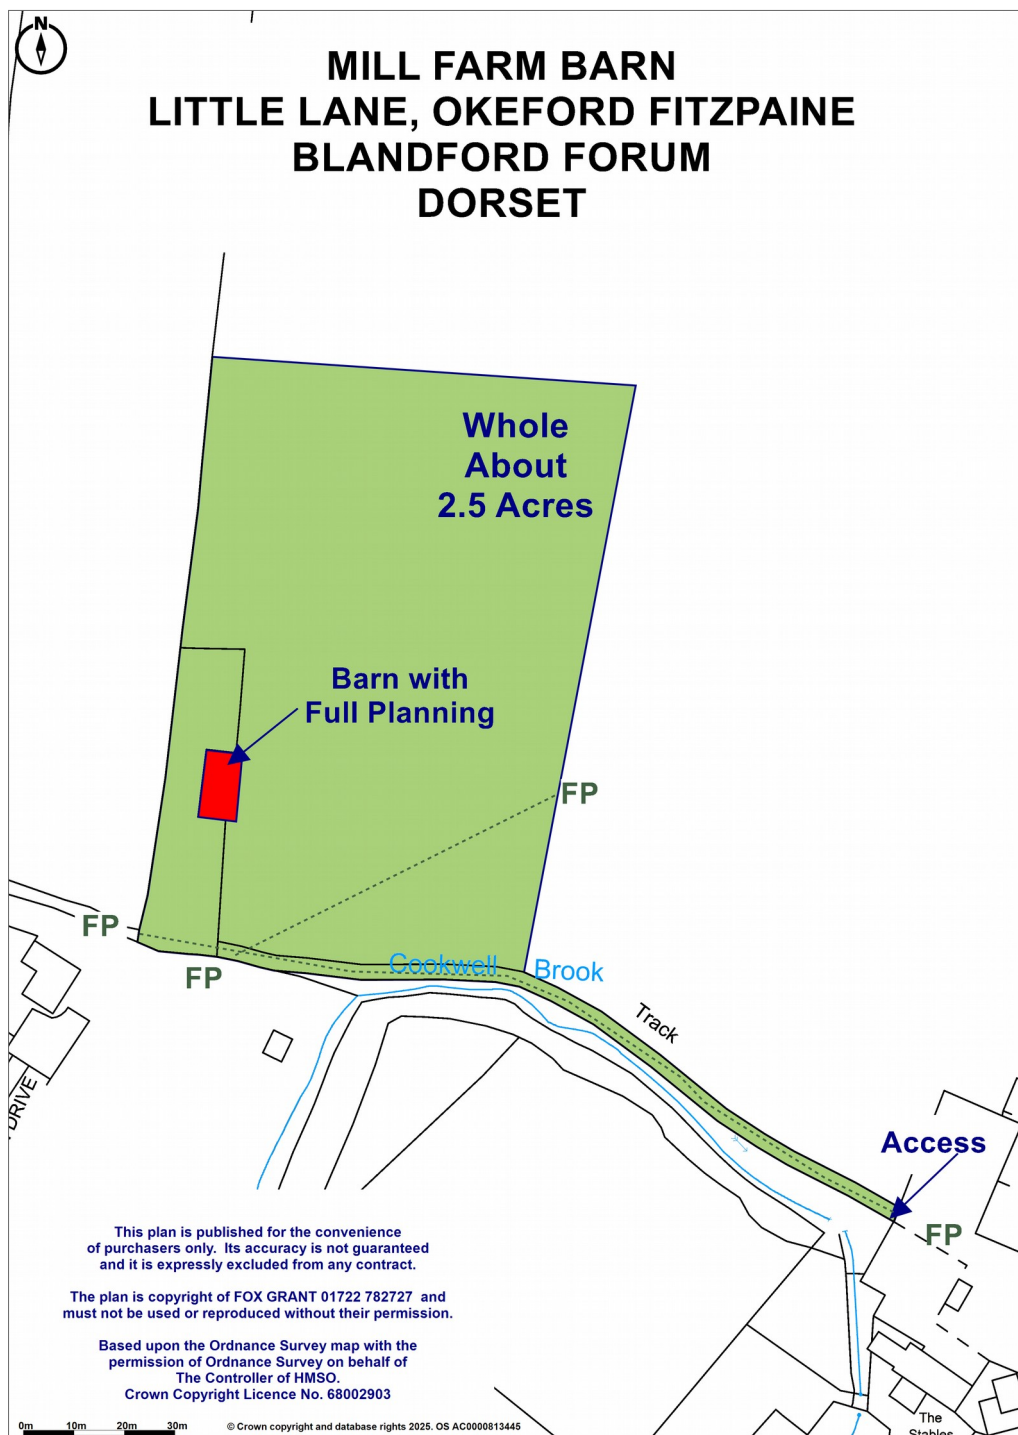 N
MILL FARM BARN
LITTLE LANE, OKEFORD FITZPAINE
BLANDFORD FORUM
DORSET
Whole
About
2.5 Acres
Barn with
Full Planning
FP
FP
FP
Cookwell Brook
Track
DRIVE
Access
FP
This plan is published for the convenience
of purchasers only. Its accuracy is not guaranteed
and it is expressly excluded from any contract.
The plan is copyright of FOX GRANT 01722 782727 and
must not be used or reproduced without their permission.
Based upon the Ordnance Survey map with the
permission of Ordnance Survey on behalf of
The Controller of HMSO.
Crown Copyright Licence No. 68002903
0m 10m 20m 30m
© Crown copyright and database rights 2025. OS AC0000813445
The
Stables